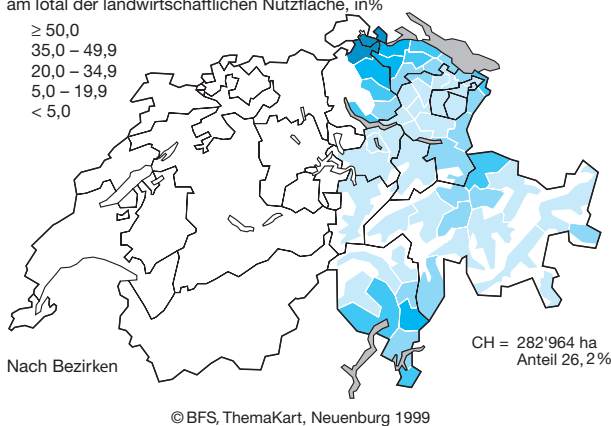 am Total der landwirtschaftlichen Nutzfläche, in%
≥ 50,0
35,0 – 49,9
20,0 – 34,9
5,0 – 19,9
< 5,0
CH = 282'964 ha
Anteil 26,2%
Nach Bezirken
© BFS, ThemaKart, Neuenburg 1999